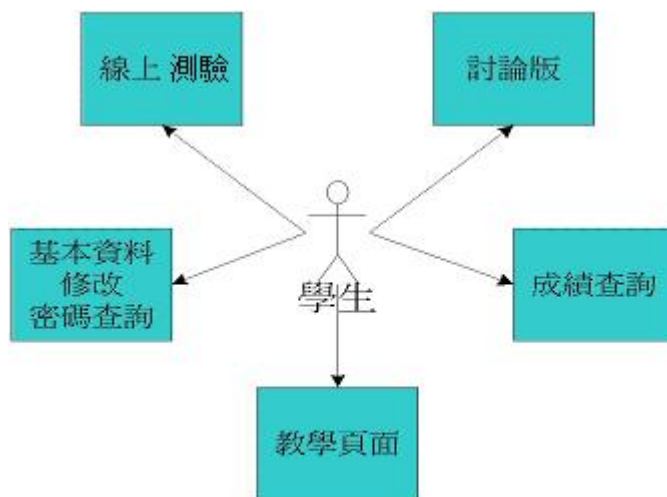 線上 測驗
討論版
基本資料
修改
密碼查詢
學生
成績查詢
教學頁面